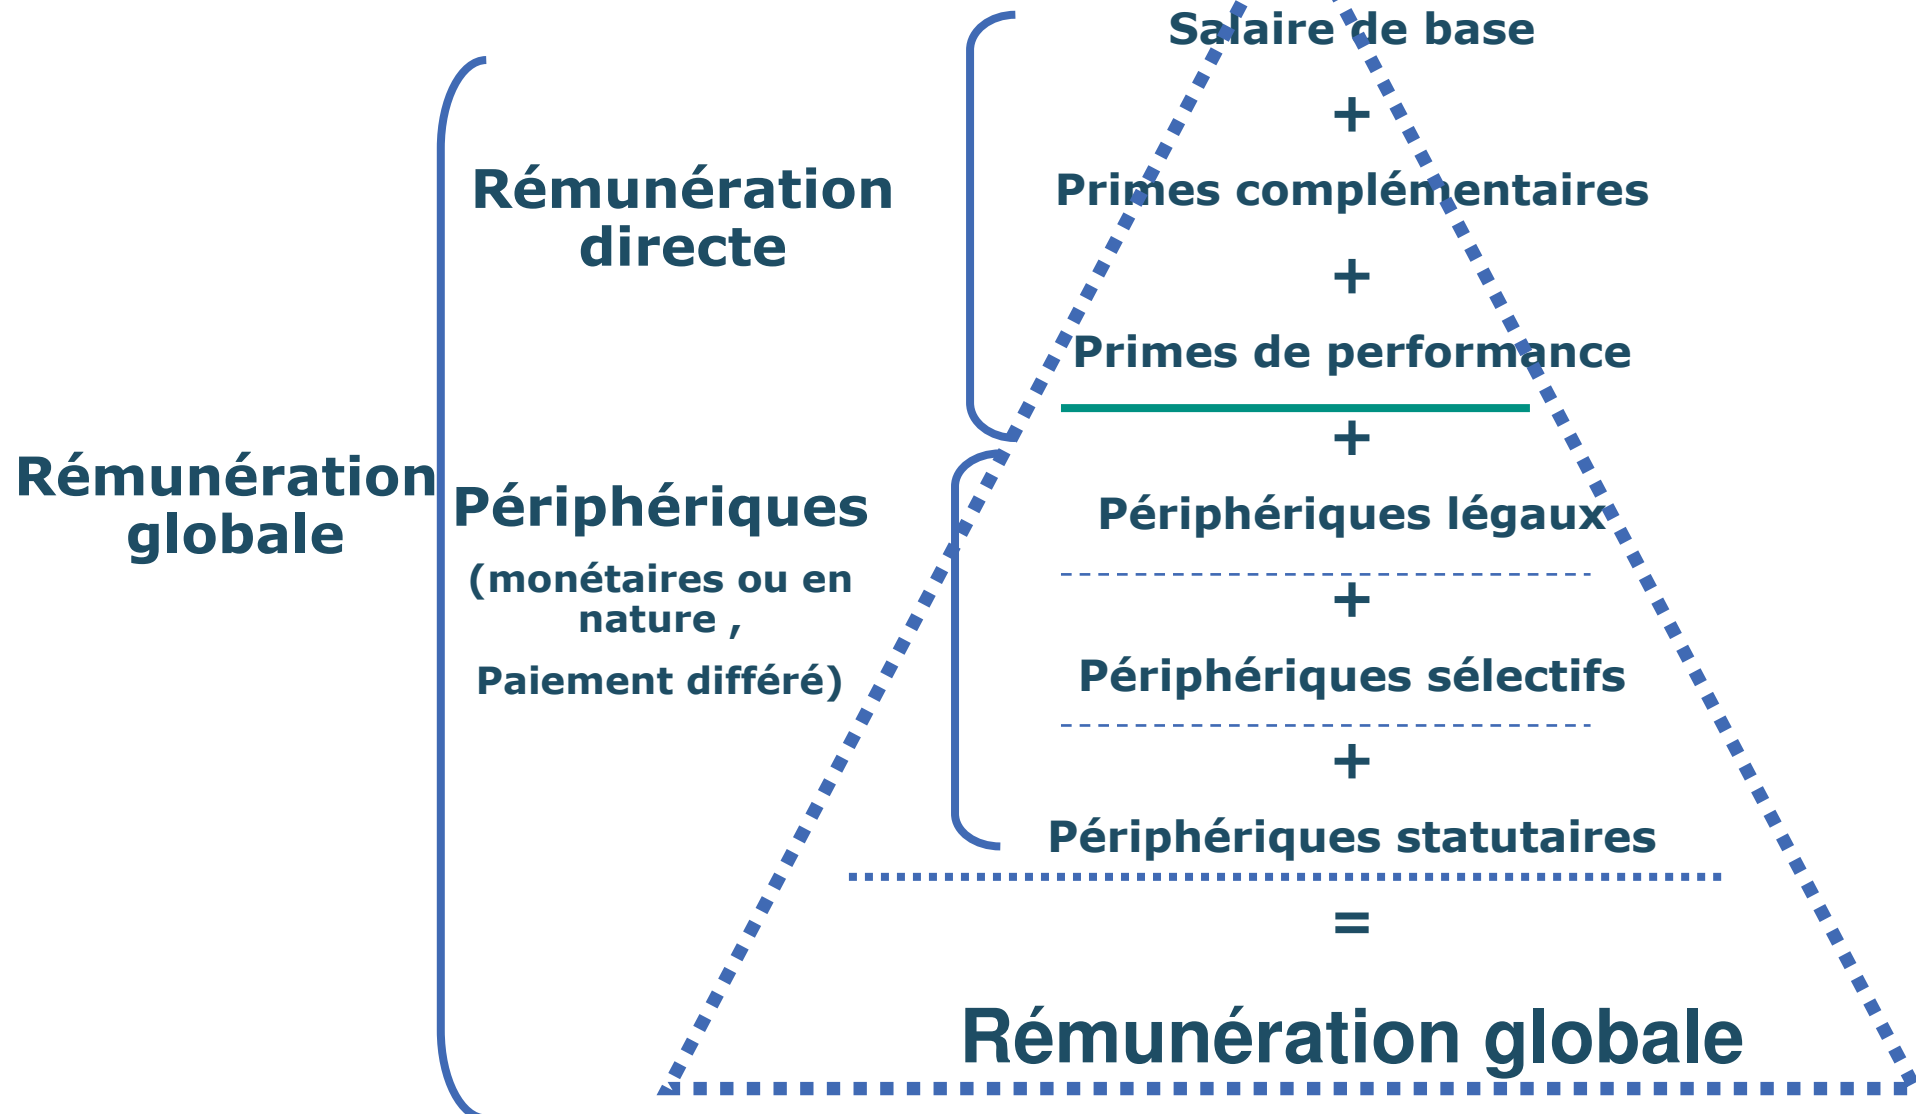 Salaire de base
+
Primes complémentaires
+
Primes de performance
+
Périphériques légaux
+
Périphériques sélectifs
+
Périphériques statutaires
=
Rémunération globale
Rémunération
directe
Périphériques
(monétaires ou en
nature ,
Paiement différé)
Rémunération
globale